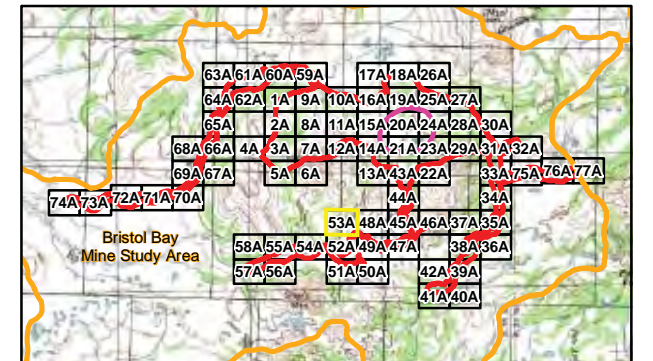 63A 61A 60A 59A 17A 18A 26A
64A 62A 1A 9A 10A 16A 19A 25A 27A
65A 2A 8A 11A 15A 20A 24A 28A 30A
68A 66A 4A 3A 7A 12A 14A 21A 23A 29A 31A 32A
69A 67A 5A 6A 13A 43A 22A 33A 75A 76A 77A
74A 73A 72A 71A 70A 44A 34A
53A 48A 45A 46A 37A 35A
Bristol Bay
Mine Study Area
58A 55A 54A 52A 49A 47A 38A 36A
57A 56A 51A 50A 42A 39A
41A 40A